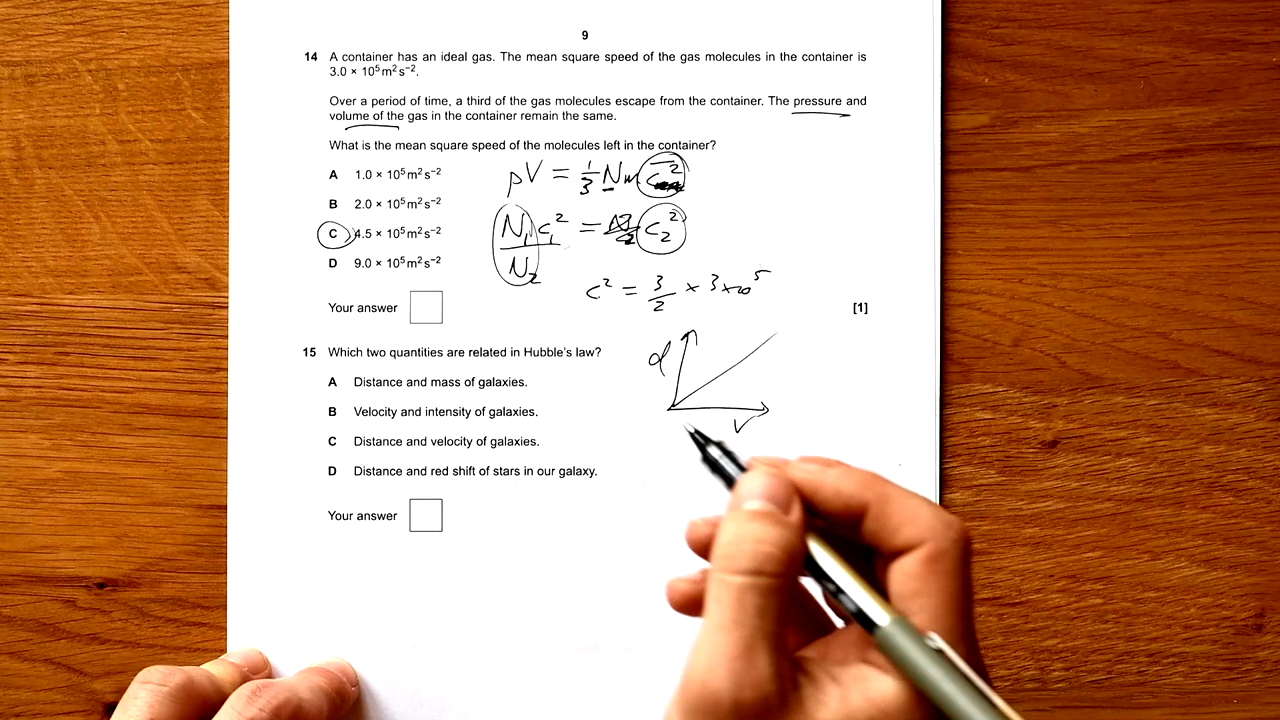 9
14 A container has an ideal gas. The mean square speed of the gas molecules in the container is
3.0 × 10⁵ m² s⁻².
Over a period of time, a third of the gas molecules escape from the container. The pressure and
volume of the gas in the container remain the same.
What is the mean square speed of the molecules left in the container?
A 1.0 × 10⁵ m² s⁻²
B 2.0 × 10⁵ m² s⁻²
C 4.5 × 10⁵ m² s⁻²
D 9.0 × 10⁵ m² s⁻²
pV = 1/3 N m c²
N₁c₁² / N₂ = c₂²
c² = 3/2 × 3×10⁵
Your answer
[1]
15 Which two quantities are related in Hubble's law?
A Distance and mass of galaxies.
B Velocity and intensity of galaxies.
C Distance and velocity of galaxies.
D Distance and red shift of stars in our galaxy.
d
v
Your answer